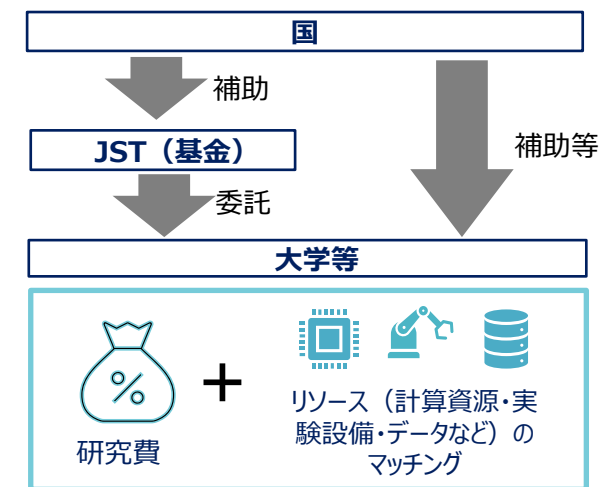 国
補助
補助等
JST（基金）
委託
大学等
%
+
研究費
リソース（計算資源・実
験設備・データなど）の
マッチング